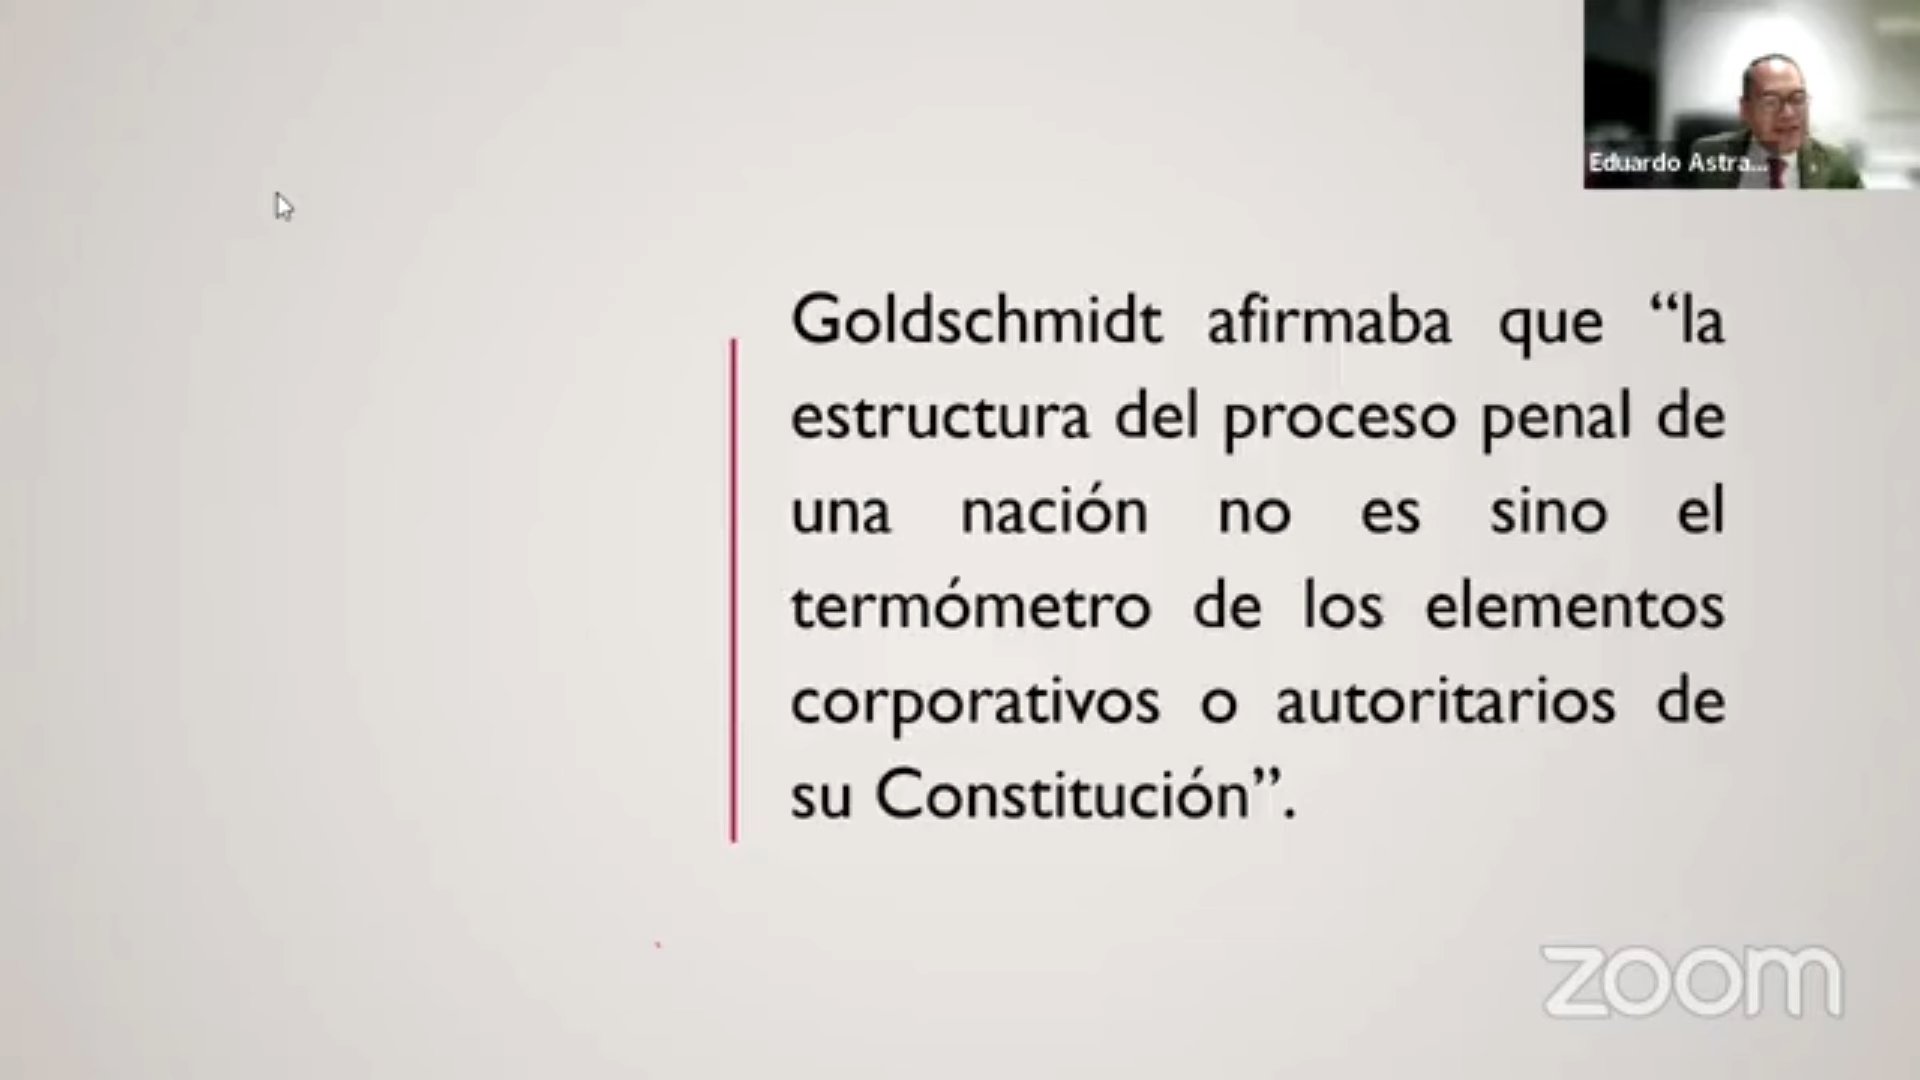 Eduardo Astra...
Goldschmidt afirmaba que “la
estructura del proceso penal de
una nación no es sino el
termómetro de los elementos
corporativos o autoritarios de
su Constitución”.
zoom